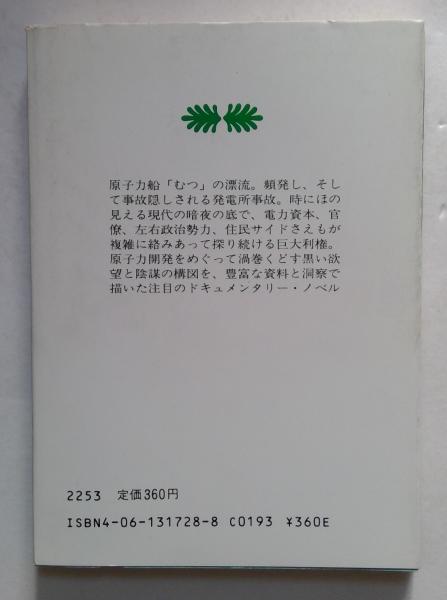 原子力船「むつ」の漂流。頻発し、そし
て事故隠しされる発電所事故。時にほの
見える現代の暗夜の底で、電力資本、官
僚、左右政治勢力、住民サイドさえもが
複雑に絡みあって探り続ける巨大利権。
原子力開発をめぐって渦巻くどす黒い欲
望と陰謀の構図を、豊富な資料と洞察で
描いた注目のドキュメンタリー・ノベル
2253 定価360円
ISBN4-06-131728-8 C0193 ¥360E